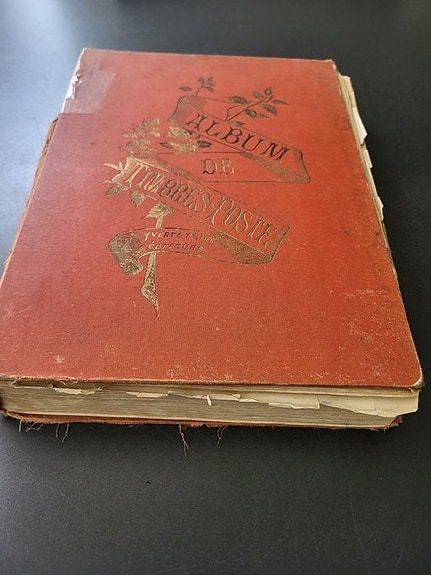 ALBUM
DE
TIMBRES-POSTE
YVERT & TELLIER
EDITEURS